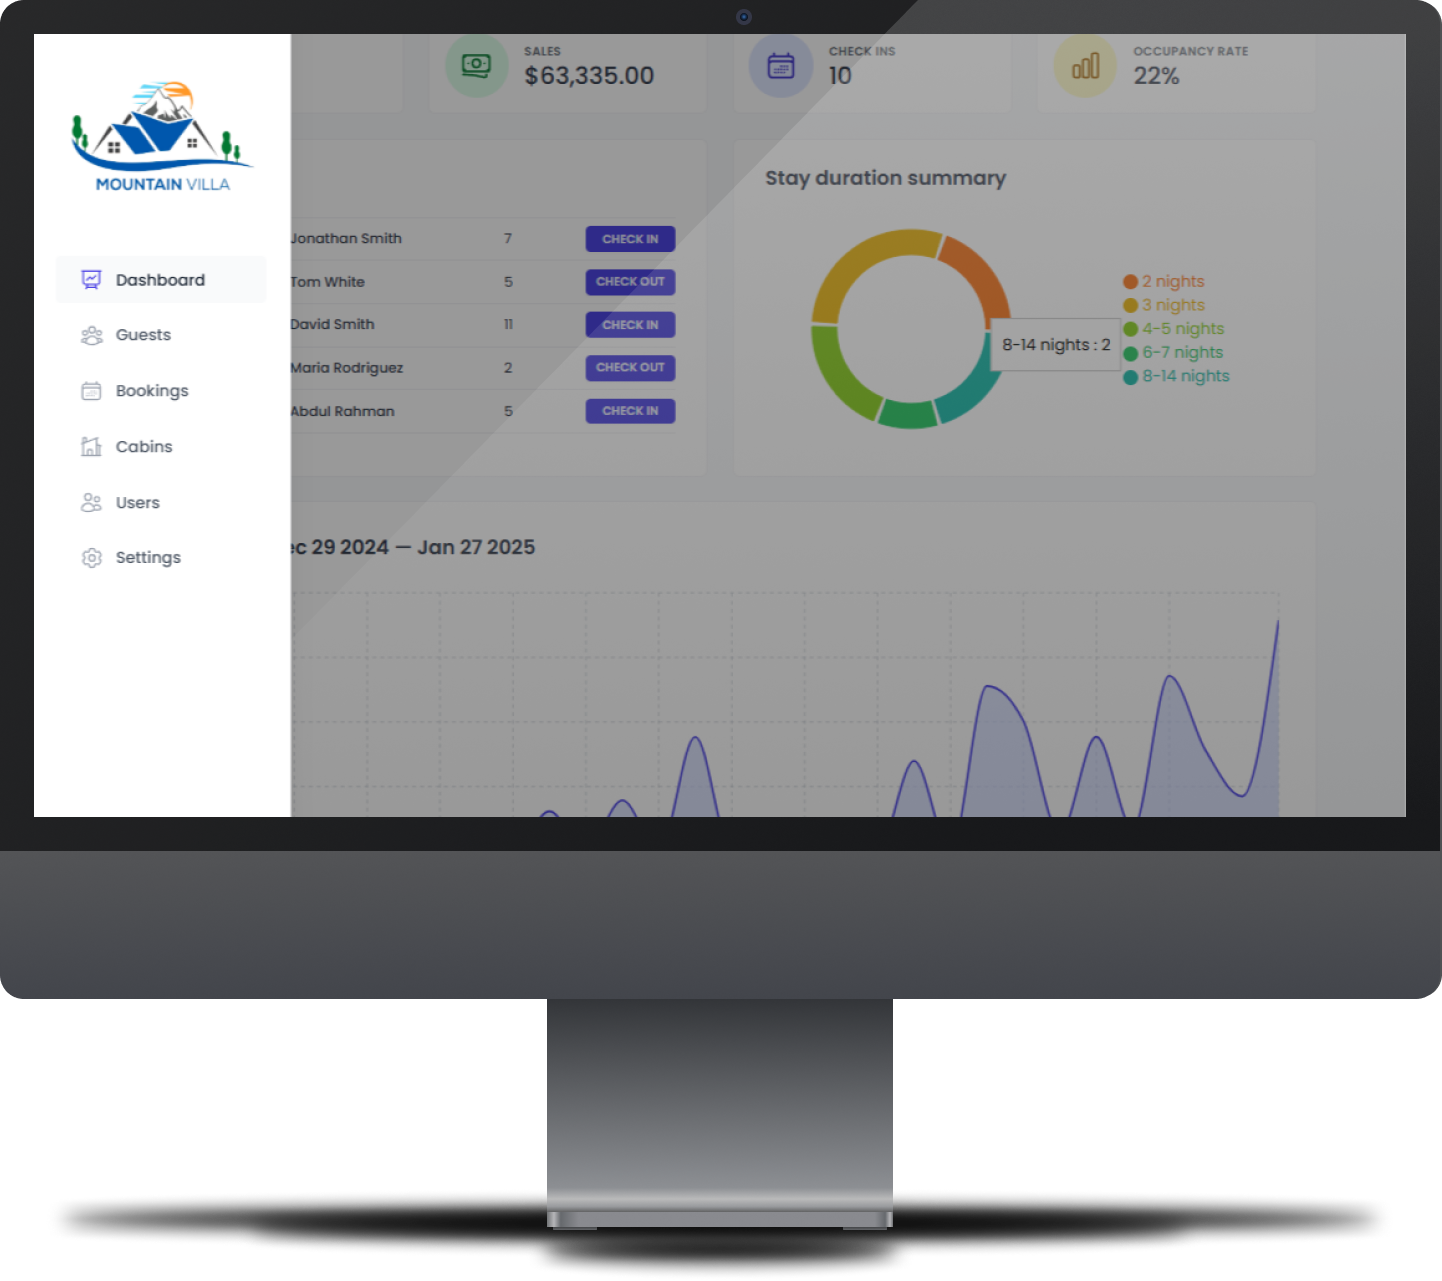 MOUNTAIN VILLA
Dashboard
Guests
Bookings
Cabins
Users
Settings
SALES
$63,335.00
CHECK INS
10
OCCUPANCY RATE
22%
Jonathan Smith 7 CHECK IN
Tom White 5 CHECK OUT
David Smith 11 CHECK IN
Maria Rodriguez 2 CHECK OUT
Abdul Rahman 5 CHECK IN
Stay duration summary
8-14 nights : 2
2 nights
3 nights
4-5 nights
6-7 nights
8-14 nights
ec 29 2024 — Jan 27 2025